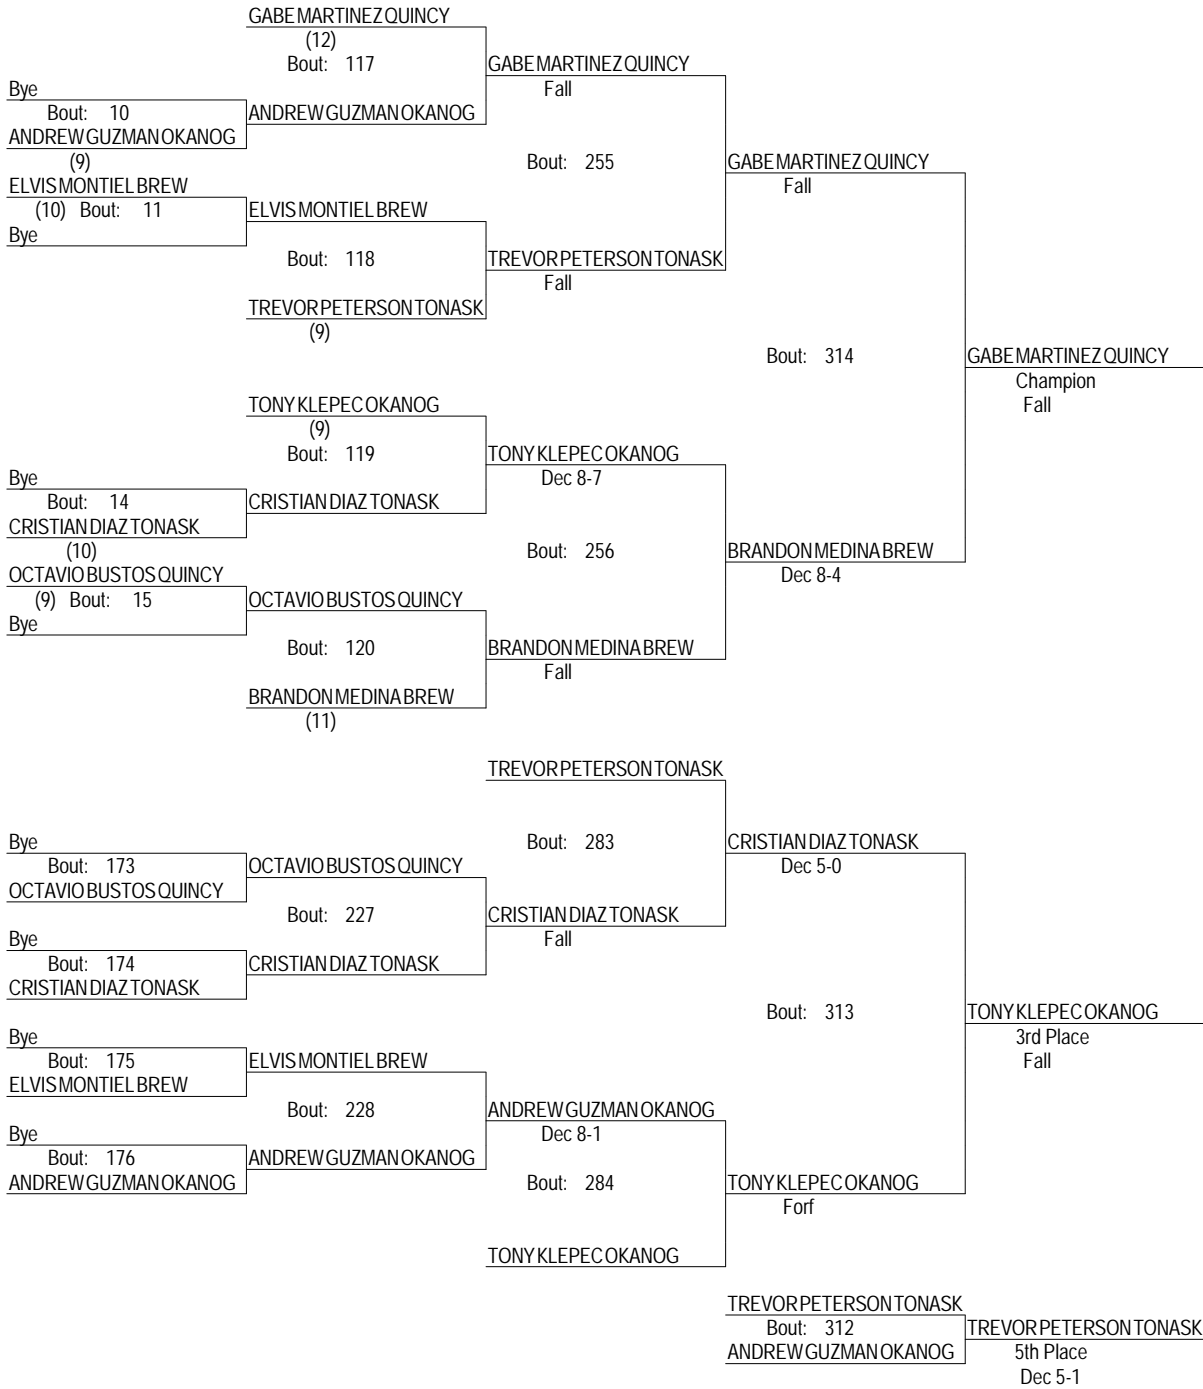 GABE MARTINEZ QUINCY
(12)
Bout: 117
GABE MARTINEZ QUINCY
Fall
Bye
Bout: 10
ANDREW GUZMAN OKANOG
ANDREW GUZMAN OKANOG
(9)
Bout: 255
GABE MARTINEZ QUINCY
Fall
ELVIS MONTIEL BREW
(10) Bout: 11
ELVIS MONTIEL BREW
Bye
Bout: 118
TREVOR PETERSON TONASK
Fall
TREVOR PETERSON TONASK
(9)
Bout: 314
GABE MARTINEZ QUINCY
Champion
Fall
TONY KLEPEC OKANOG
(9)
Bout: 119
TONY KLEPEC OKANOG
Dec 8-7
Bye
Bout: 14
CRISTIAN DIAZ TONASK
CRISTIAN DIAZ TONASK
(10)
Bout: 256
BRANDON MEDINA BREW
Dec 8-4
OCTAVIO BUSTOS QUINCY
(9) Bout: 15
OCTAVIO BUSTOS QUINCY
Bye
Bout: 120
BRANDON MEDINA BREW
Fall
BRANDON MEDINA BREW
(11)
TREVOR PETERSON TONASK
Bye
Bout: 283
CRISTIAN DIAZ TONASK
Dec 5-0
Bout: 173
OCTAVIO BUSTOS QUINCY
OCTAVIO BUSTOS QUINCY
Bout: 227
CRISTIAN DIAZ TONASK
Fall
Bye
Bout: 174
CRISTIAN DIAZ TONASK
CRISTIAN DIAZ TONASK
Bout: 313
TONY KLEPEC OKANOG
3rd Place
Fall
Bye
Bout: 175
ELVIS MONTIEL BREW
ELVIS MONTIEL BREW
Bout: 228
ANDREW GUZMAN OKANOG
Dec 8-1
Bye
Bout: 176
ANDREW GUZMAN OKANOG
ANDREW GUZMAN OKANOG
Bout: 284
TONY KLEPEC OKANOG
Forf
TONY KLEPEC OKANOG
TREVOR PETERSON TONASK
Bout: 312
TREVOR PETERSON TONASK
ANDREW GUZMAN OKANOG
5th Place
Dec 5-1